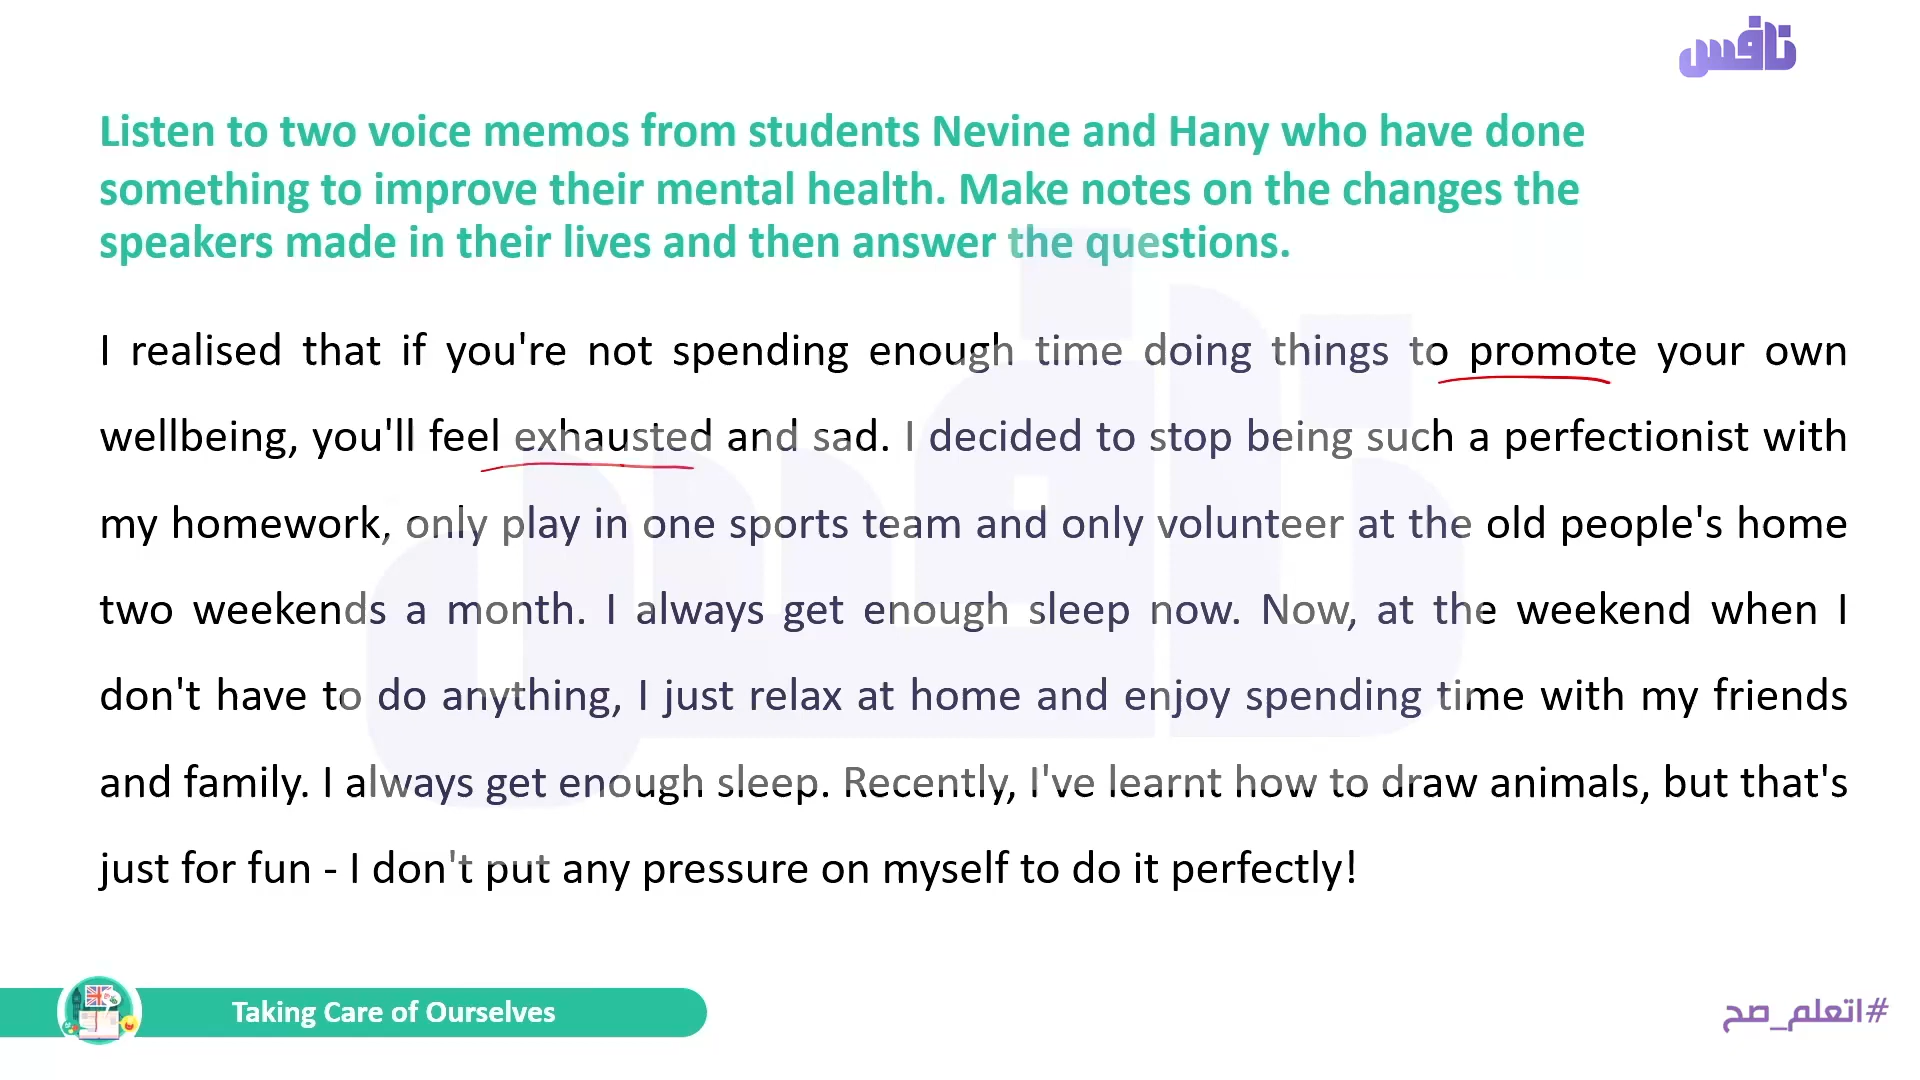 نافس
Listen to two voice memos from students Nevine and Hany who have done
something to improve their mental health. Make notes on the changes the
speakers made in their lives and then answer the questions.
I realised that if you're not spending enough time doing things to promote your own
wellbeing, you'll feel exhausted and sad. I decided to stop being such a perfectionist with
my homework, only play in one sports team and only volunteer at the old people's home
two weekends a month. I always get enough sleep now. Now, at the weekend when I
don't have to do anything, I just relax at home and enjoy spending time with my friends
and family. I always get enough sleep. Recently, I've learnt how to draw animals, but that's
just for fun - I don't put any pressure on myself to do it perfectly!
Taking Care of Ourselves
#اتعلم_صح